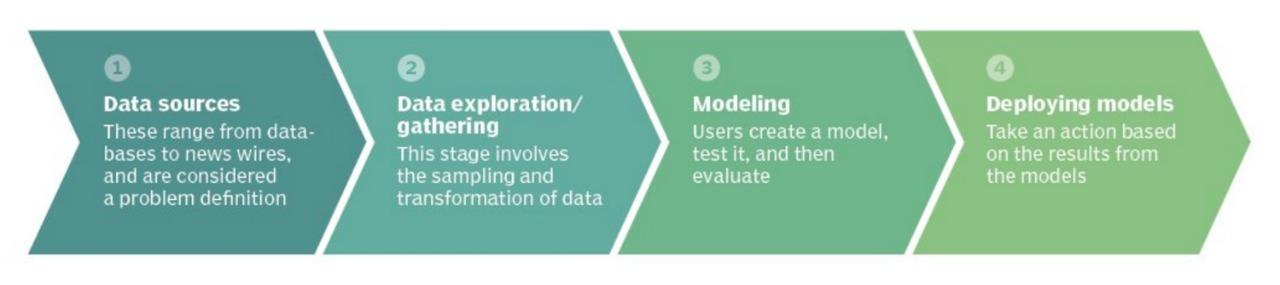 1
Data sources
These range from data-
bases to news wires,
and are considered
a problem definition
2
Data exploration/
gathering
This stage involves
the sampling and
transformation of data
3
Modeling
Users create a model,
test it, and then
evaluate
4
Deploying models
Take an action based
on the results from
the models